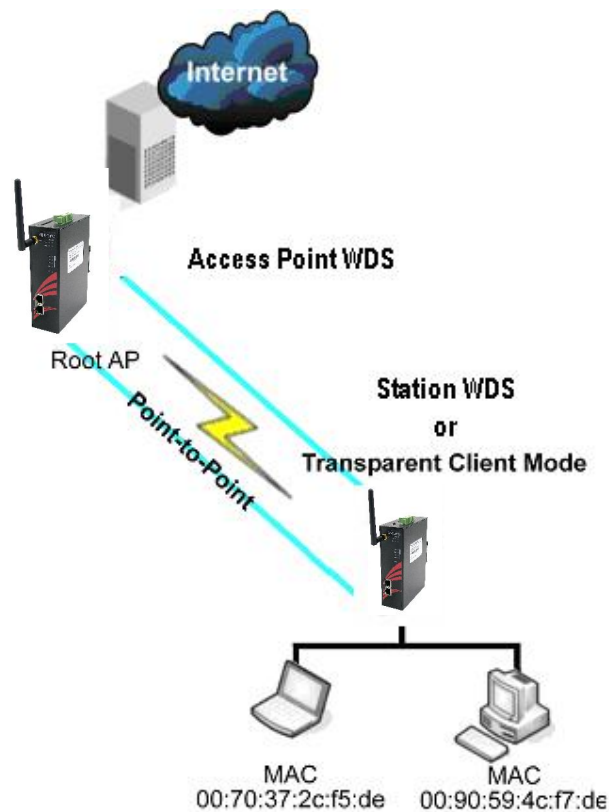 Internet
Access Point WDS
Root AP
Point-to-Point
Station WDS
or
Transparent Client Mode
MAC
00:70:37:2c:f5:de
MAC
00:90:59:4c:f7:de